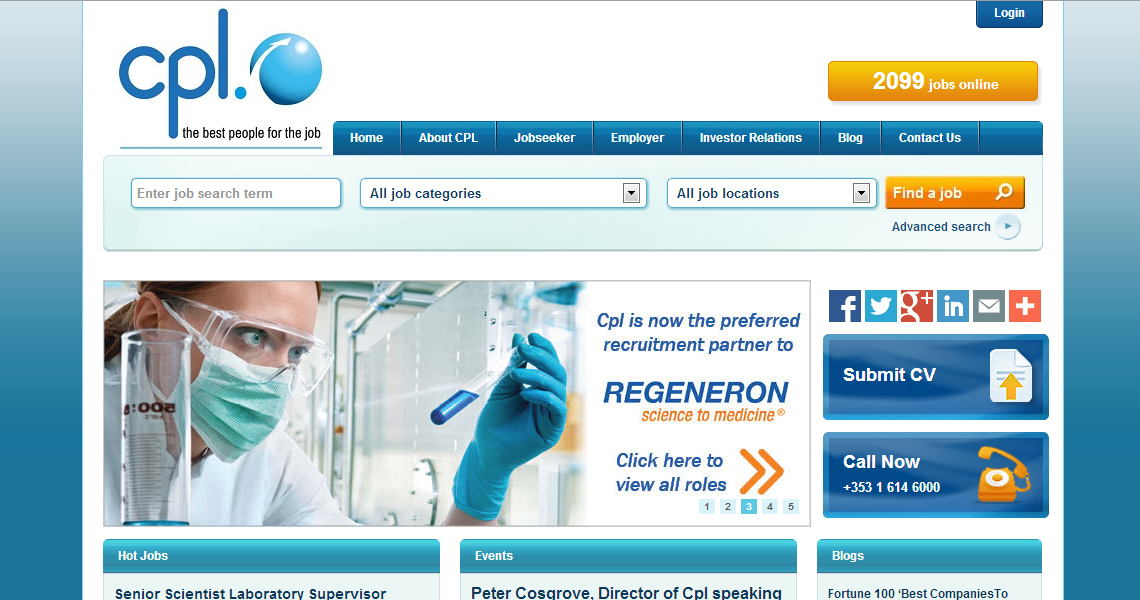 Login
cpl.
the best people for the job
2099 jobs online
Home
About CPL
Jobseeker
Employer
Investor Relations
Blog
Contact Us
Enter job search term
All job categories
All job locations
Find a job
Advanced search
Cpl is now the preferred
recruitment partner to
REGENERON
science to medicine®
Click here to
view all roles
1 2 3 4 5
500
f
g+
in
Submit CV
Call Now
+353 1 614 6000
Hot Jobs
Senior Scientist Laboratory Supervisor
Events
Peter Cosgrove, Director of Cpl speaking
Blogs
Fortune 100 ‘Best CompaniesTo